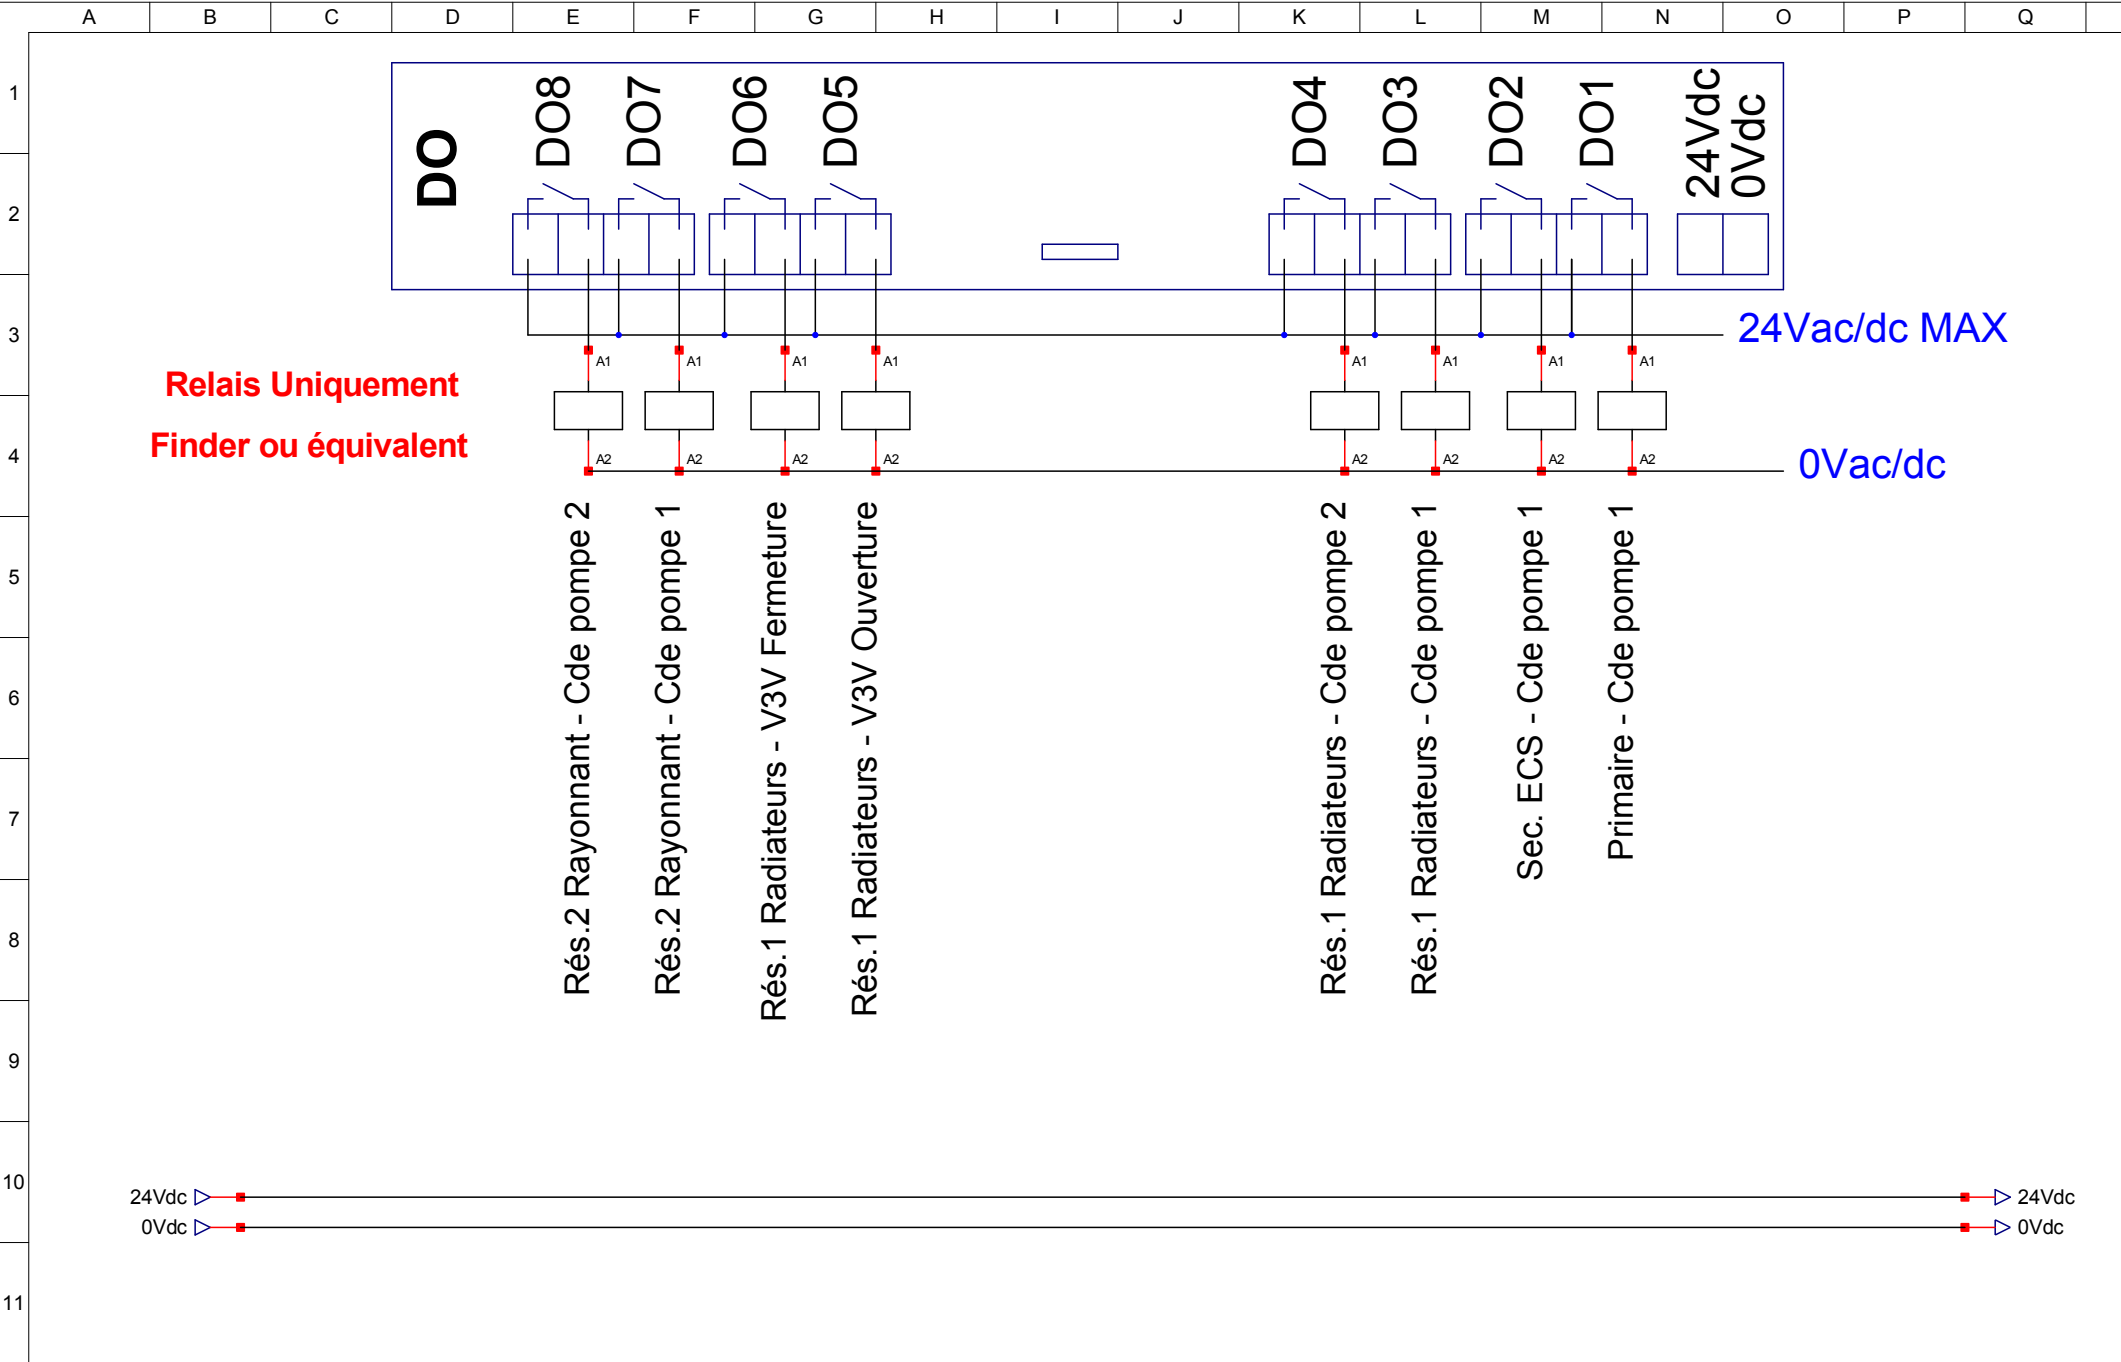 A B C D E F G H I J K L M N O P Q
1
2
3
4
5
6
7
8
9
10
11
DO
DO8
DO7
DO6
DO5
DO4
DO3
DO2
DO1
24Vdc
0Vdc
24Vac/dc MAX
A1 A1 A1 A1 A1 A1 A1 A1
Relais Uniquement
Finder ou équivalent
A2 A2 A2 A2 A2 A2 A2 A2
0Vac/dc
Rés.2 Rayonnant - Cde pompe 2
Rés.2 Rayonnant - Cde pompe 1
Rés.1 Radiateurs - V3V Fermeture
Rés.1 Radiateurs - V3V Ouverture
Rés.1 Radiateurs - Cde pompe 2
Rés.1 Radiateurs - Cde pompe 1
Sec. ECS - Cde pompe 1
Primaire - Cde pompe 1
24Vdc 24Vdc
0Vdc 0Vdc